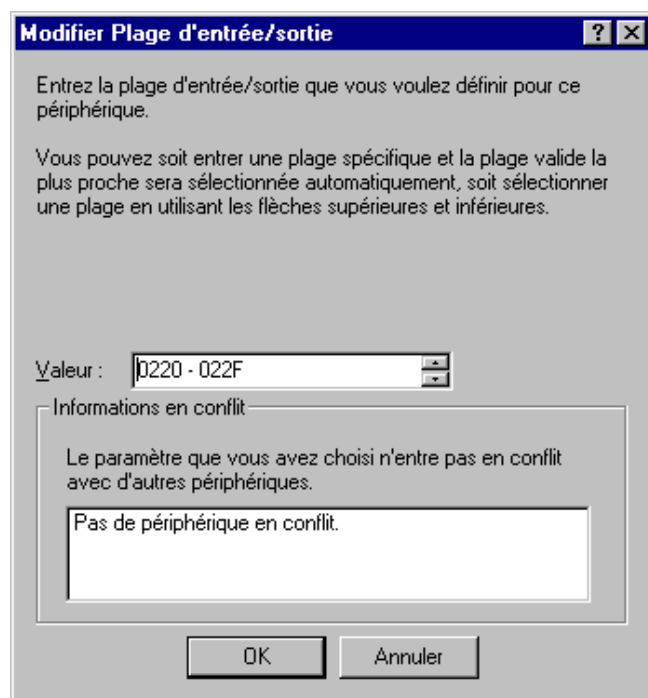 Modifier Plage d'entrée/sortie
Entrez la plage d'entrée/sortie que vous voulez définir pour ce
périphérique.
Vous pouvez soit entrer une plage spécifique et la plage valide la
plus proche sera sélectionnée automatiquement, soit sélectionner
une plage en utilisant les flèches supérieures et inférieures.
Valeur : 0220 - 022F
Informations en conflit
Le paramètre que vous avez choisi n'entre pas en conflit
avec d'autres périphériques.
Pas de périphérique en conflit.
OK Annuler